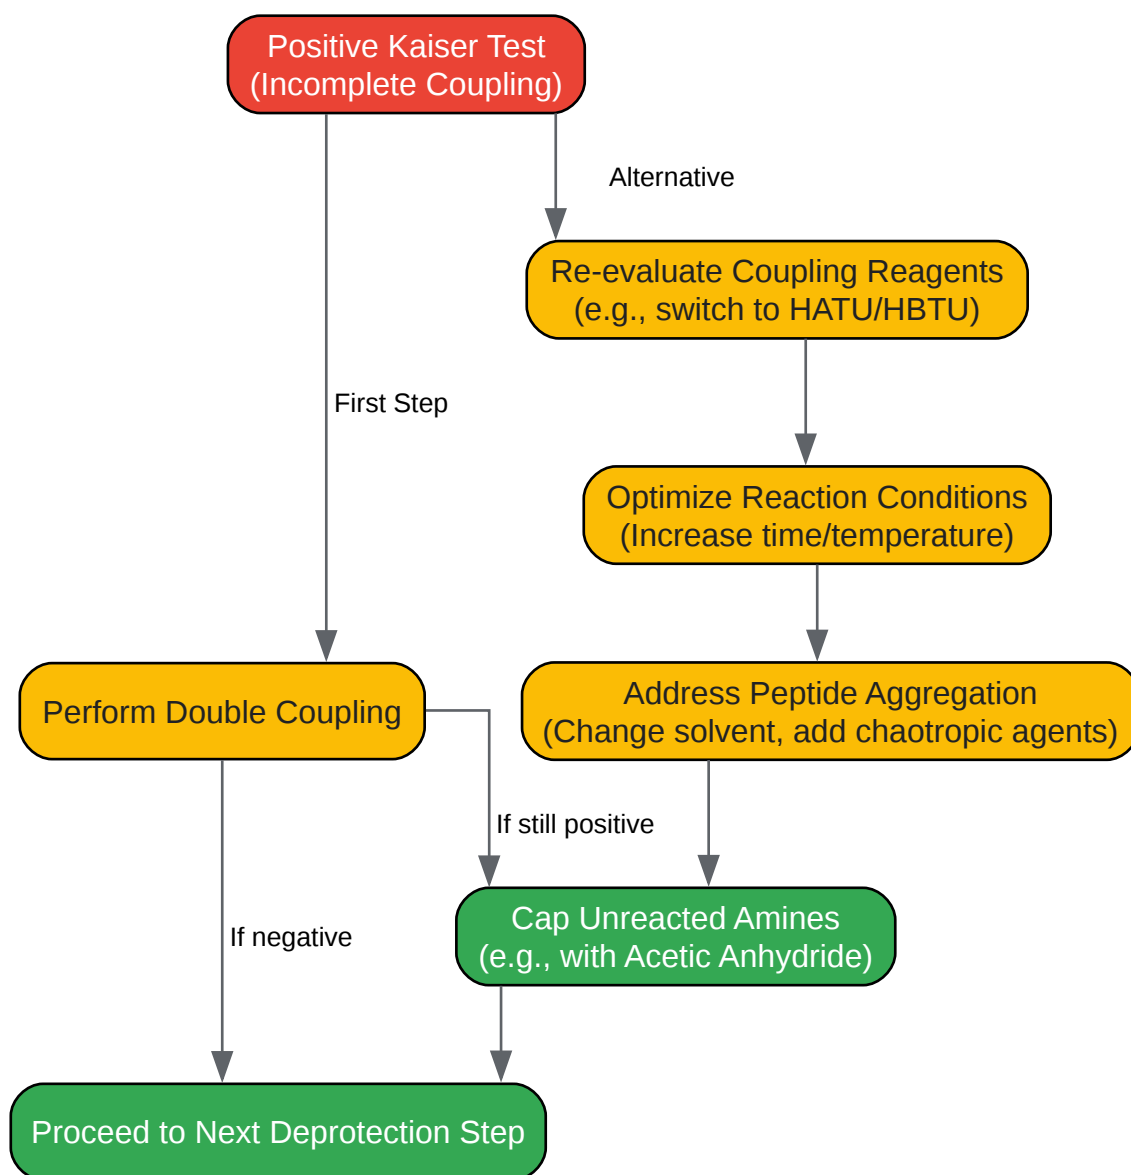 Positive Kaiser Test
(Incomplete Coupling)
Alternative
Re-evaluate Coupling Reagents
(e.g., switch to HATU/HBTU)
First Step
Optimize Reaction Conditions
(Increase time/temperature)
Perform Double Coupling
Address Peptide Aggregation
(Change solvent, add chaotropic agents)
If still positive
Cap Unreacted Amines
(e.g., with Acetic Anhydride)
If negative
Proceed to Next Deprotection Step